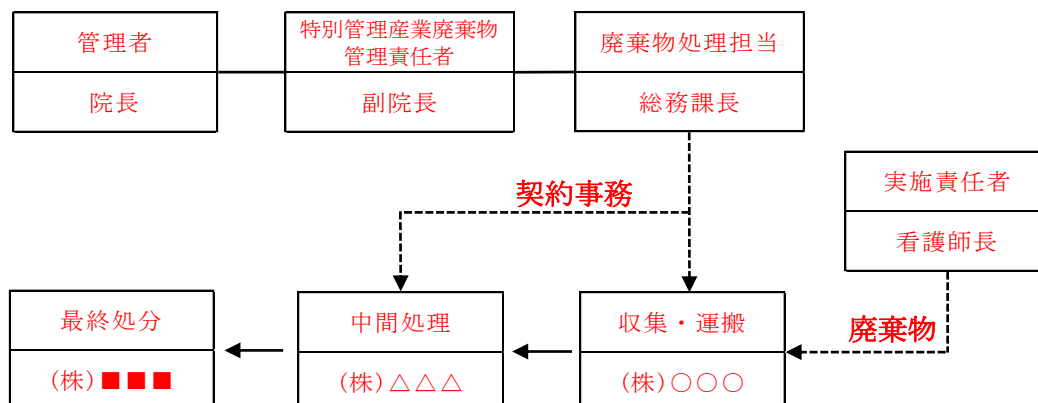 管理者
院長
特別管理産業廃棄物
管理責任者
副院長
廃棄物処理担当
総務課長
実施責任者
看護師長
契約事務
廃棄物
最終処分
(株)■■■
中間処理
(株)△△△
収集・運搬
(株)○○○